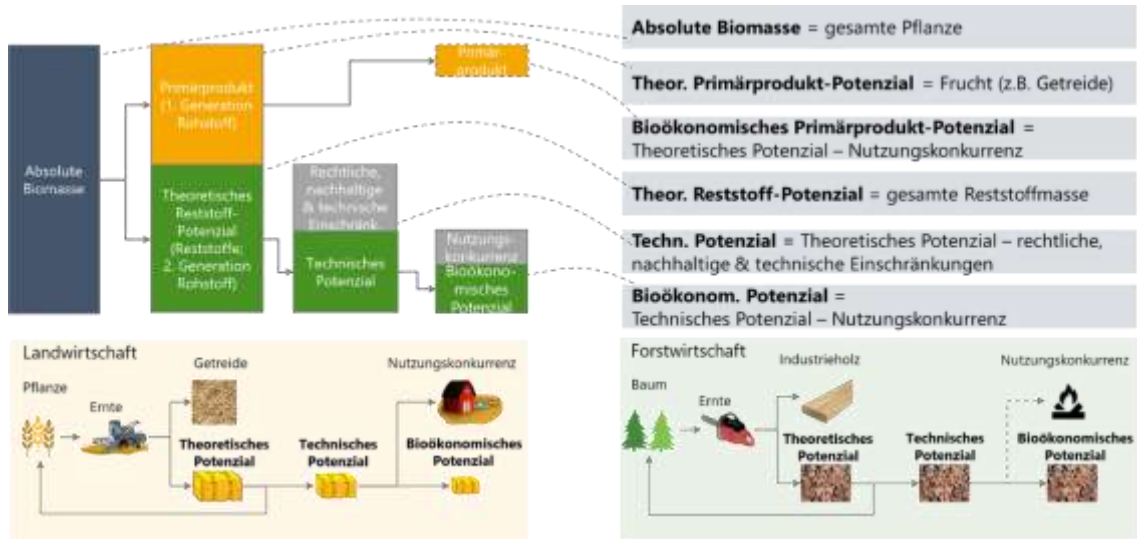 Absolute
Biomasse
Primärprodukt
(1. Generation
Rohstoff)
Theoretisches
Reststoff-
Potenzial
(Reststoffe;
2. Generation
Rohstoff)
Primär
produkt
Rechtliche,
nachhaltige
& technische
Einschränk.
Technisches
Potenzial
Nutzungs-
konkurrenz
Bioökono-
misches
Potenzial
Absolute Biomasse = gesamte Pflanze
Theor. Primärprodukt-Potenzial = Frucht (z.B. Getreide)
Bioökonomisches Primärprodukt-Potenzial =
Theoretisches Potenzial – Nutzungskonkurrenz
Theor. Reststoff-Potenzial = gesamte Reststoffmasse
Techn. Potenzial = Theoretisches Potenzial – rechtliche,
nachhaltige & technische Einschränkungen
Bioökonom. Potenzial =
Technisches Potenzial – Nutzungskonkurrenz
Landwirtschaft
Pflanze
Ernte
Getreide
Theoretisches
Potenzial
Technisches
Potenzial
Nutzungskonkurrenz
Bioökonomisches
Potenzial
Forstwirtschaft
Baum
Ernte
Industrieholz
Theoretisches
Potenzial
Technisches
Potenzial
Nutzungskonkurrenz
Bioökonomisches
Potenzial